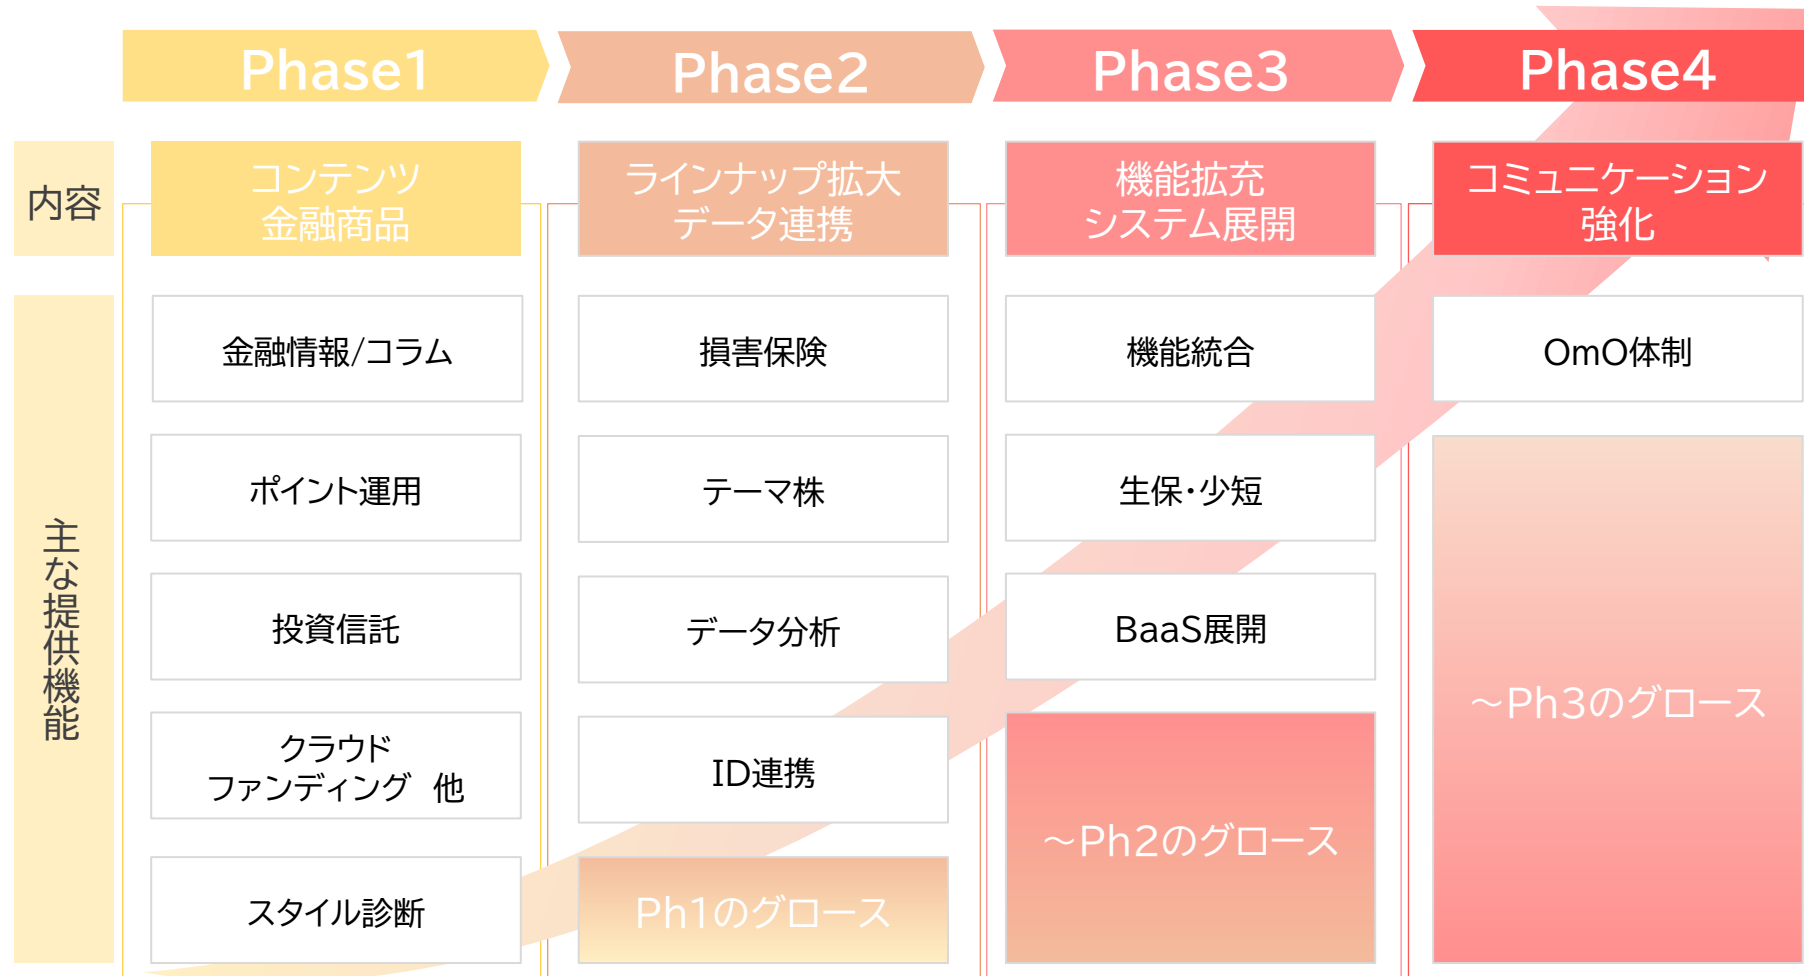 Phase1
Phase2
Phase3
Phase4
内容
コンテンツ
金融商品
ラインナップ拡大
データ連携
機能拡充
システム展開
コミュニケーション
強化
主な提供機能
金融情報/コラム
ポイント運用
投資信託
クラウド
ファンディング　他
スタイル診断
損害保険
テーマ株
データ分析
ID連携
Ph1のグロース
機能統合
生保・少短
BaaS展開
～Ph2のグロース
OmO体制
～Ph3のグロース